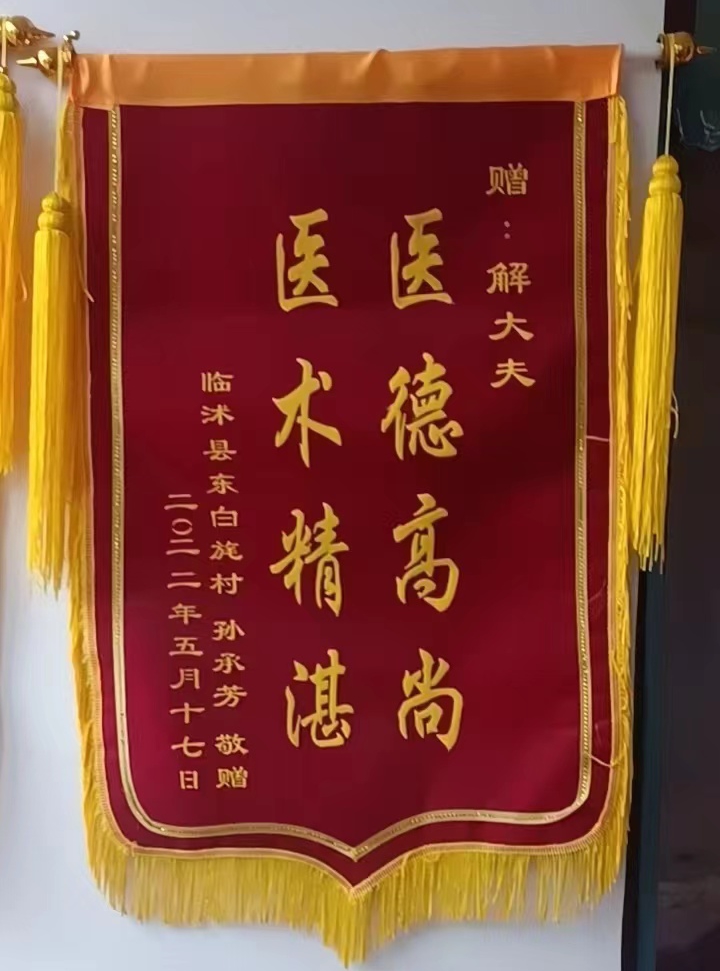 赠：解大夫
医德高尚
医术精湛
临沭县东白旄村 孙承芳 敬赠
二〇二二年五月十七日